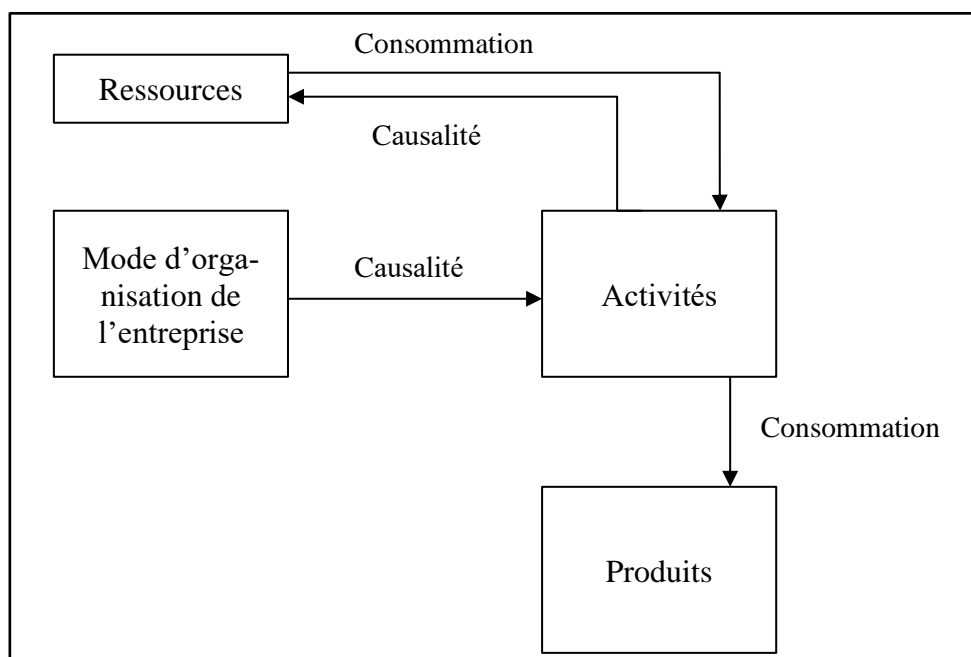 Consommation
Ressources
Causalité
Mode d’orga-
nisation de
l’entreprise
Causalité
Activités
Consommation
Produits